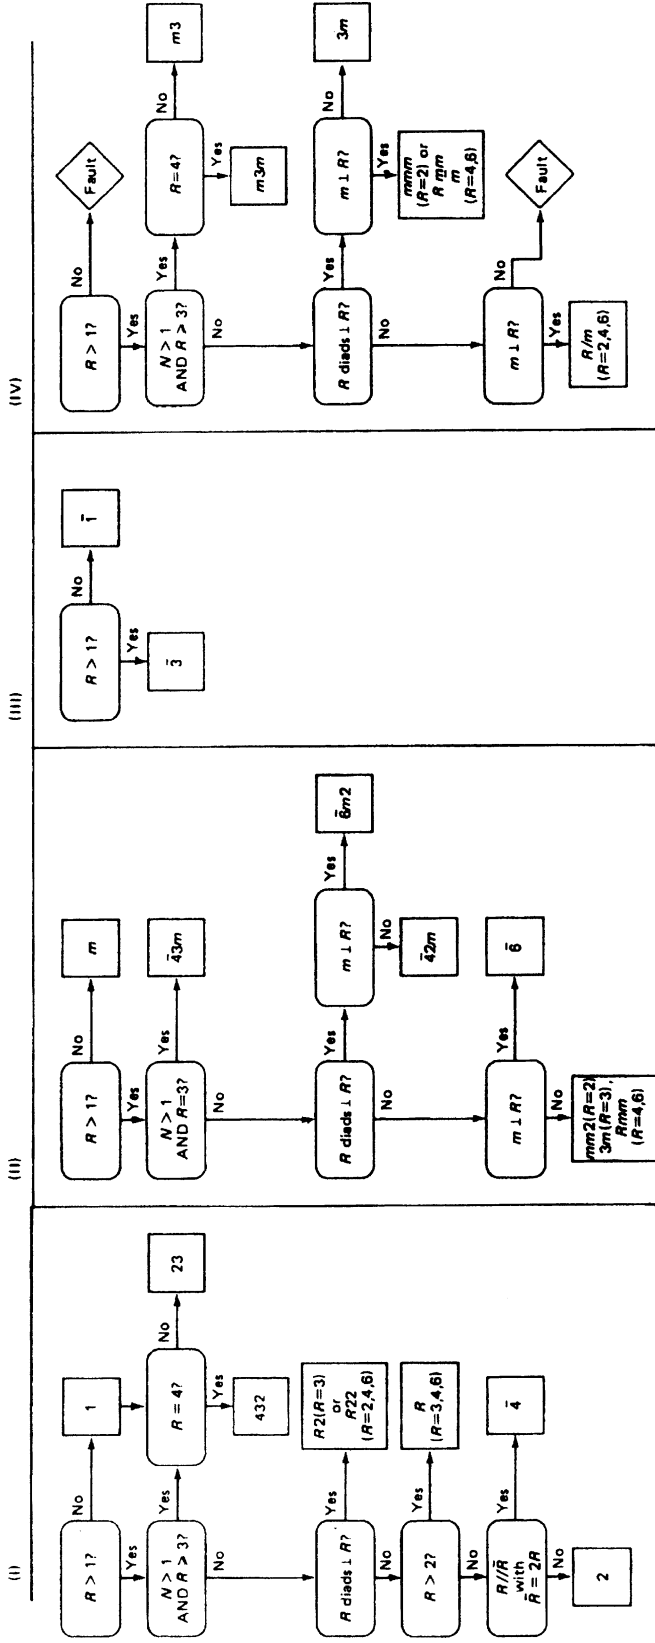 (I)
R > 1?
No
1
Yes
N > 1
AND R ⩾ 3?
Yes
R = 4?
No
23
Yes
432
No
R diads ⊥ R?
Yes
R2(R=3)
or
R22
(R=2,4,6)
No
R > 2?
Yes
R
(R=3,4,6)
No
R//R̄
with
R̄ = 2R
Yes
4̄
No
2
(II)
R > 1?
No
m
Yes
N > 1
AND R=3?
Yes
4̄3m
No
R diads ⊥ R?
Yes
m ⊥ R?
Yes
6̄m2
No
4̄2m
No
m ⊥ R?
Yes
6̄
No
mm2(R=2)
3m(R=3),
Rmm
(R=4,6)
(III)
R > 1?
No
1̄
Yes
3̄
(IV)
R > 1?
No
Fault
Yes
N > 1
AND R ⩾ 3?
Yes
R=4?
No
m3
Yes
m3m
No
R diads ⊥ R?
Yes
m ⊥ R?
No
3m
Yes
mmm
(R=2) or
R mm
m
(R=4,6)
No
m ⊥ R?
No
Fault
Yes
R/m
(R=2,4,6)